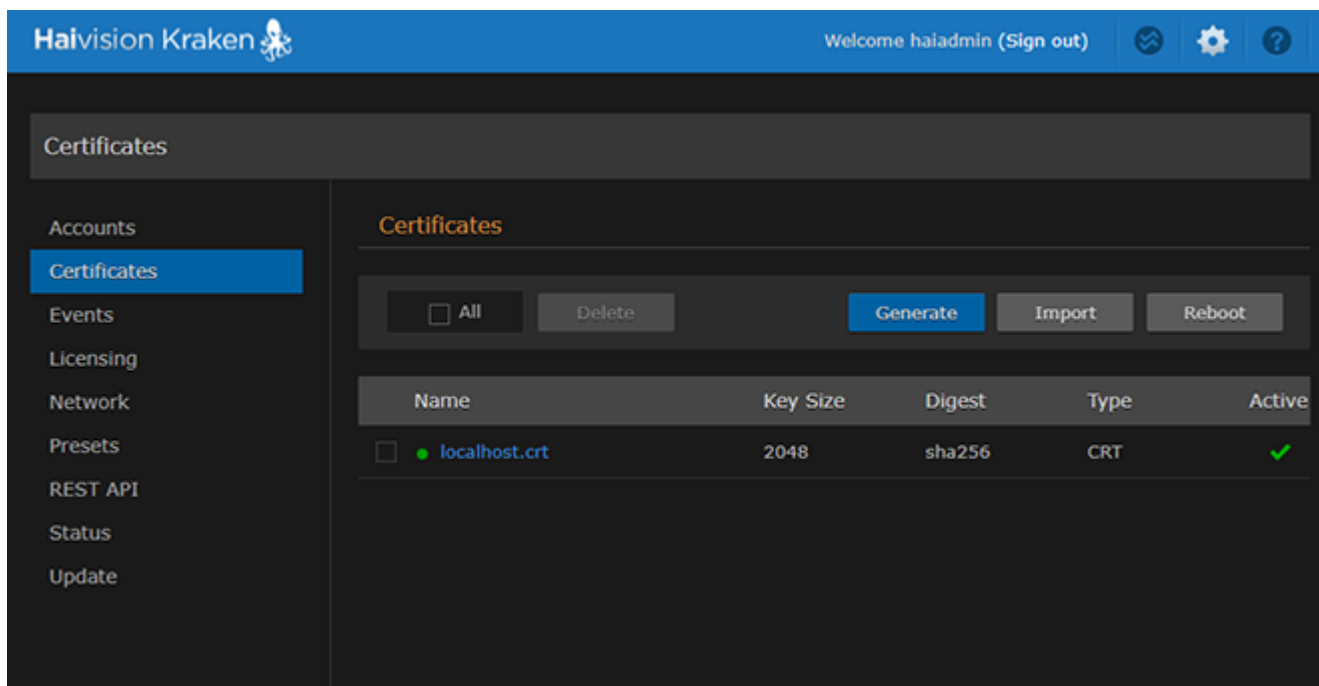 Haivision Kraken
Welcome haiadmin (Sign out)
?
Certificates
Accounts
Certificates
Events
Licensing
Network
Presets
REST API
Status
Update
Certificates
All Delete Generate Import Reboot
Name Key Size Digest Type Active
localhost.crt 2048 sha256 CRT